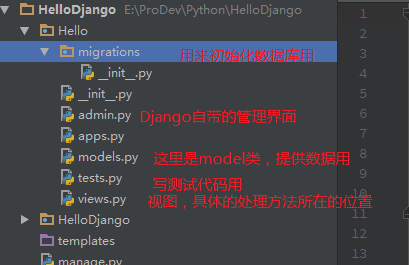 HelloDjango E:\ProDev\Python\HelloDjango
Hello
migrations 用来初始化数据库用
__init__.py
__init__.py
admin.py Django自带的管理界面
apps.py
models.py 这里是model类，提供数据用
tests.py 写测试代码用
views.py 视图，具体的处理方法所在的位置
HelloDjango
templates
manage.py
1
2
3
4
5
6
7
8
9
10
11
12
13